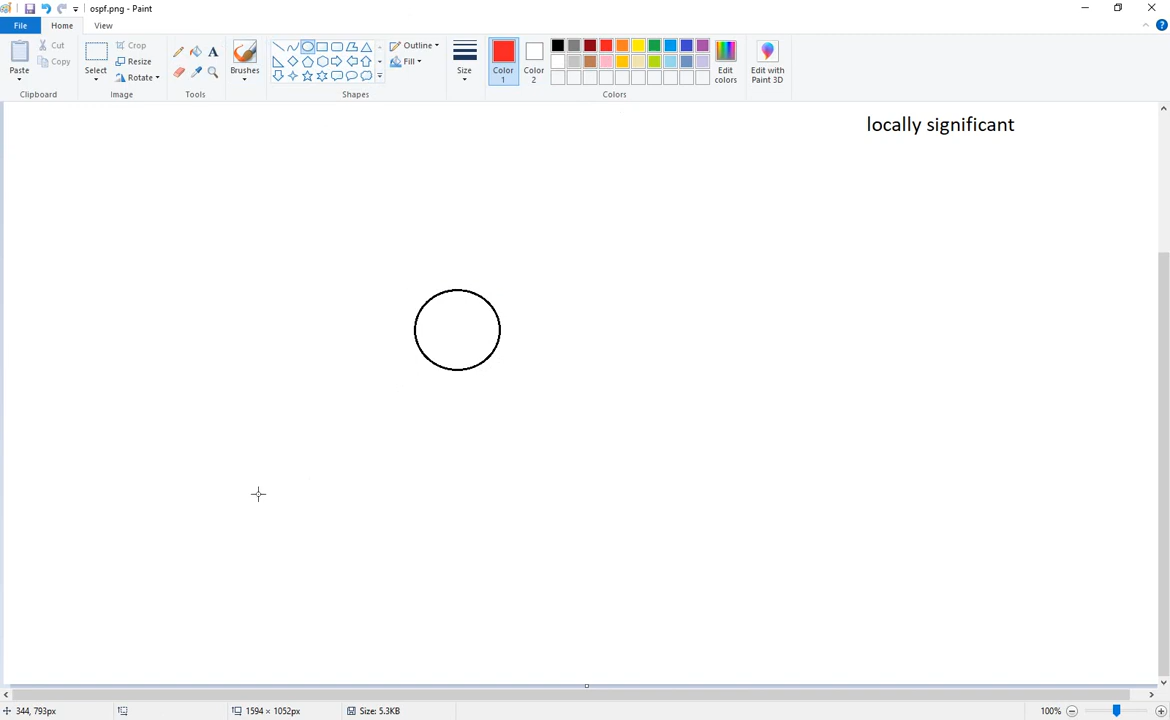 ospf.png - Paint
File Home View
Paste
Cut
Copy
Clipboard
Select
Crop
Resize
Rotate
Image
Tools
Brushes
A
Outline
Fill
Shapes
Size
Color 1
Color 2
Edit colors
Colors
Edit with Paint 3D
locally significant
344, 793px
1594 × 1052px
Size: 5.3KB
100%